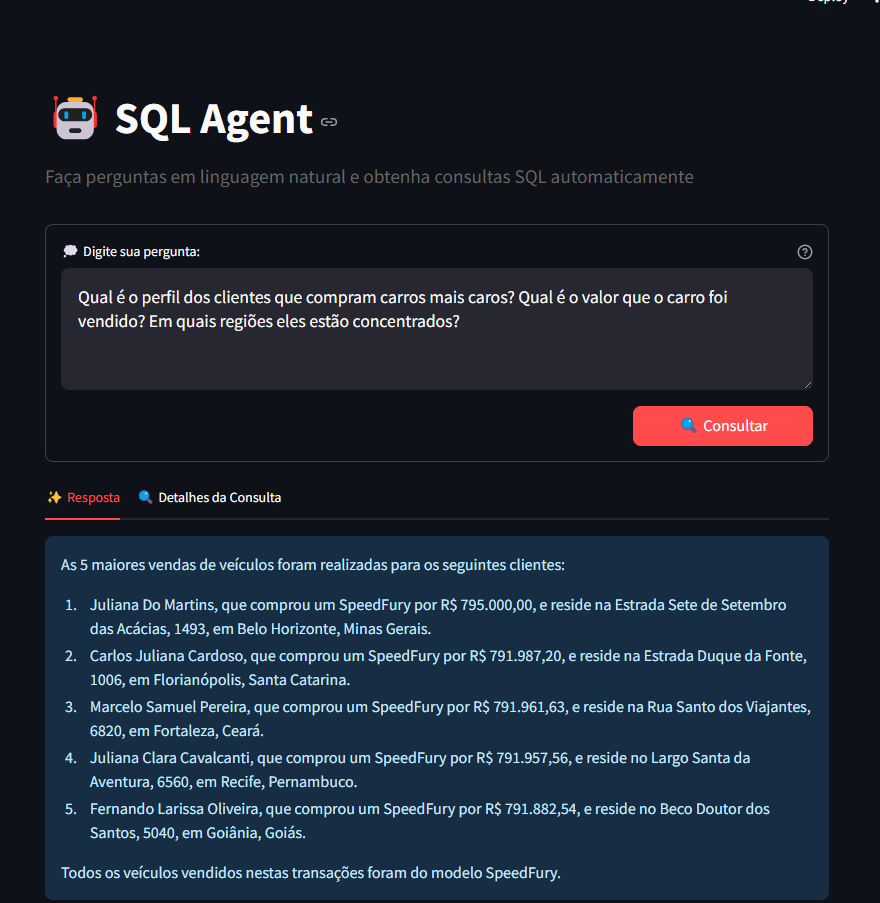 Deploy
SQL Agent
Faça perguntas em linguagem natural e obtenha consultas SQL automaticamente
Digite sua pergunta:
Qual é o perfil dos clientes que compram carros mais caros? Qual é o valor que o carro foi
vendido? Em quais regiões eles estão concentrados?
Consultar
Resposta
Detalhes da Consulta
As 5 maiores vendas de veículos foram realizadas para os seguintes clientes:
1. Juliana Do Martins, que comprou um SpeedFury por R$ 795.000,00, e reside na Estrada Sete de Setembro
das Acácias, 1493, em Belo Horizonte, Minas Gerais.
2. Carlos Juliana Cardoso, que comprou um SpeedFury por R$ 791.987,20, e reside na Estrada Duque da Fonte,
1006, em Florianópolis, Santa Catarina.
3. Marcelo Samuel Pereira, que comprou um SpeedFury por R$ 791.961,63, e reside na Rua Santo dos Viajantes,
6820, em Fortaleza, Ceará.
4. Juliana Clara Cavalcanti, que comprou um SpeedFury por R$ 791.957,56, e reside no Largo Santa da
Aventura, 6560, em Recife, Pernambuco.
5. Fernando Larissa Oliveira, que comprou um SpeedFury por R$ 791.882,54, e reside no Beco Doutor dos
Santos, 5040, em Goiânia, Goiás.
Todos os veículos vendidos nestas transações foram do modelo SpeedFury.